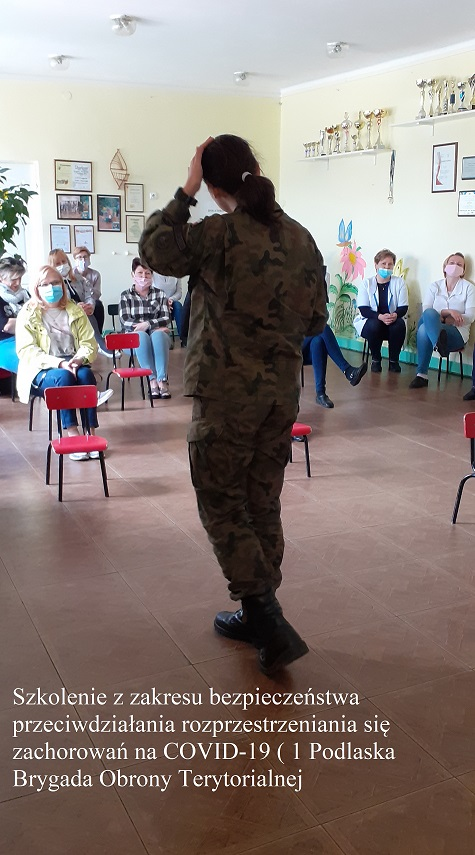 Szkolenie z zakresu bezpieczeństwa
przeciwdziałania rozprzestrzeniania się
zachorowań na COVID-19 ( 1 Podlaska
Brygada Obrony Terytorialnej